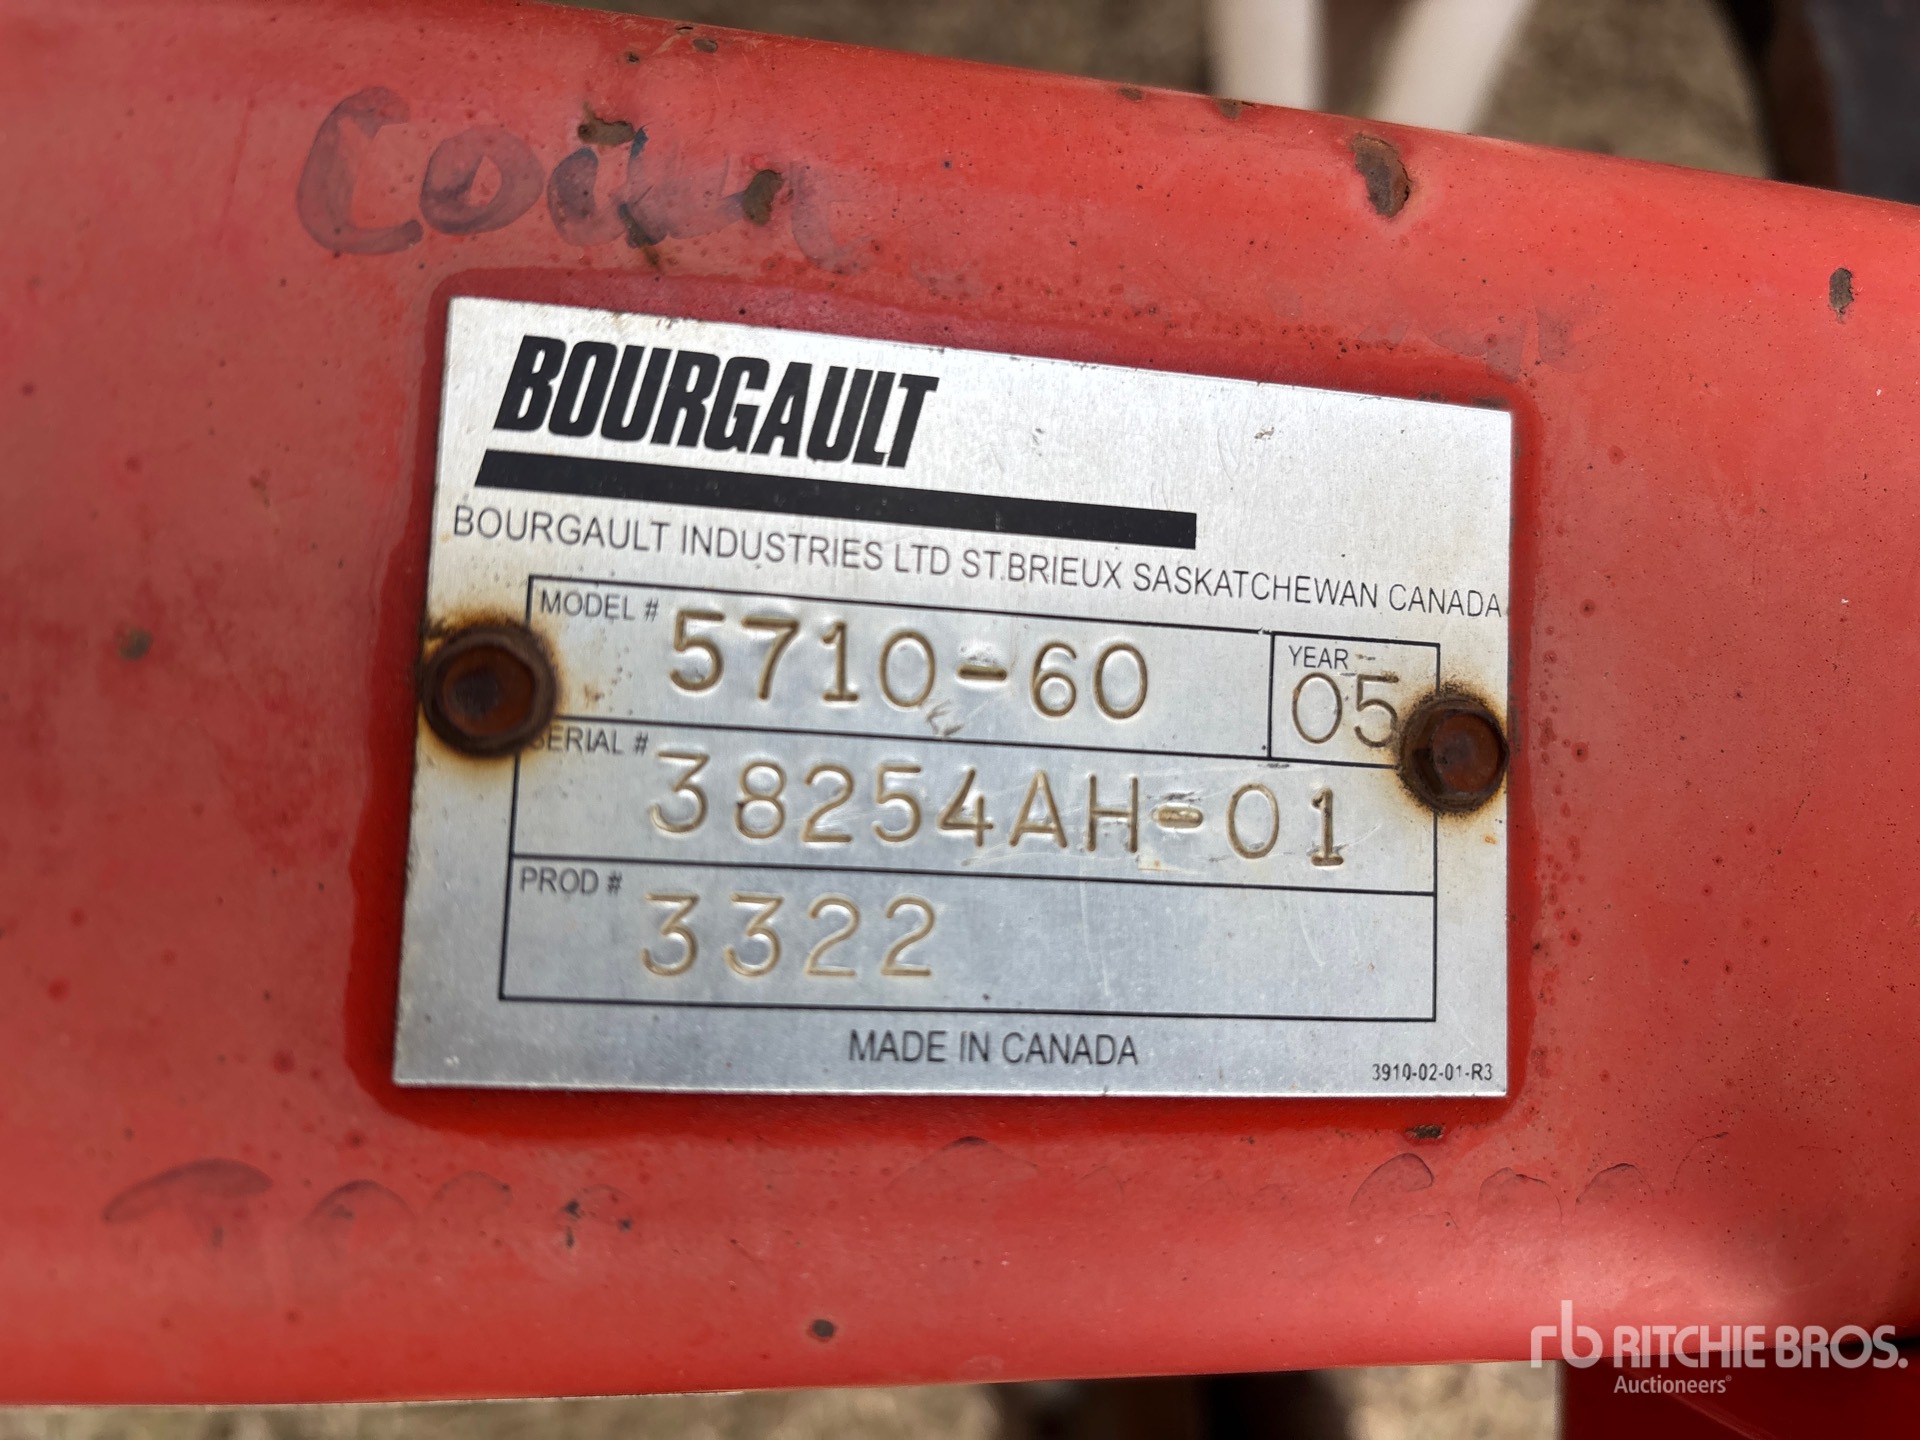 BOURGAULT
BOURGAULT INDUSTRIES LTD ST.BRIEUX SASKATCHEWAN CANADA
MODEL # 5710-60 YEAR 05
SERIAL # 38254AH-01
PROD # 3322
MADE IN CANADA
3910-02-01-R3
rb RITCHIE BROS.
Auctioneers